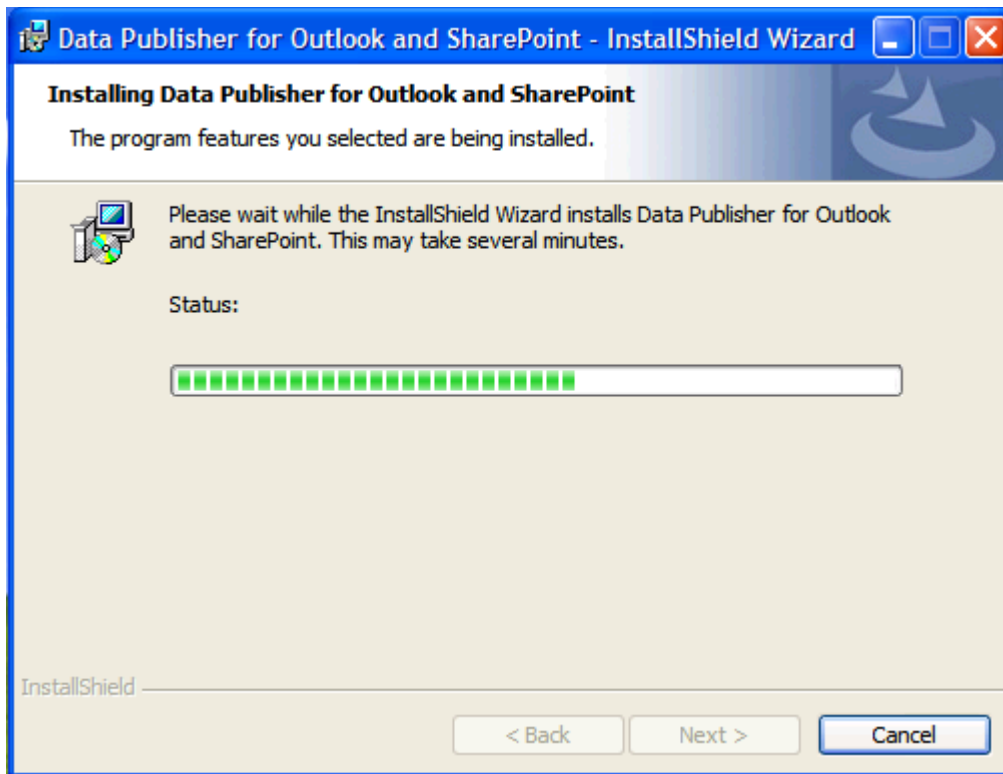 Data Publisher for Outlook and SharePoint - InstallShield Wizard
Installing Data Publisher for Outlook and SharePoint
The program features you selected are being installed.
Please wait while the InstallShield Wizard installs Data Publisher for Outlook
and SharePoint. This may take several minutes.
Status:
InstallShield
< Back
Next >
Cancel